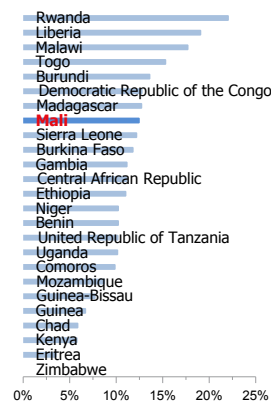 Rwanda
Liberia
Malawi
Togo
Burundi
Democratic Republic of the Congo
Madagascar
Mali
Sierra Leone
Burkina Faso
Gambia
Central African Republic
Ethiopia
Niger
Benin
United Republic of Tanzania
Uganda
Comoros
Mozambique
Guinea-Bissau
Guinea
Chad
Kenya
Eritrea
Zimbabwe
0% 5% 10% 15% 20% 25%